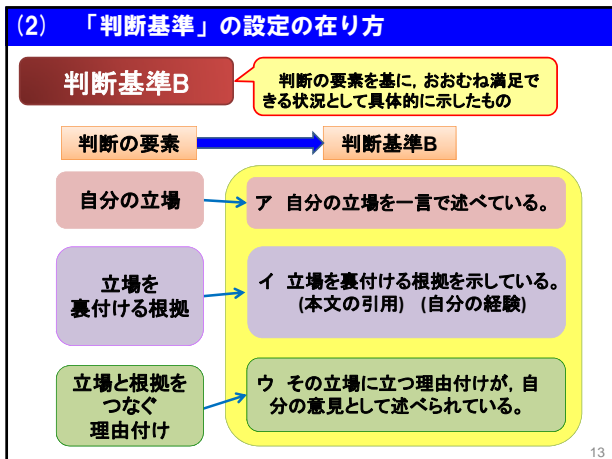 (2) 「判断基準」の設定の在り方
判断基準B
判断の要素を基に，おおむね満足で
きる状況として具体的に示したもの
判断の要素
判断基準B
自分の立場
ア 自分の立場を一言で述べている。
立場を
裏付ける根拠
イ 立場を裏付ける根拠を示している。
(本文の引用) (自分の経験)
立場と根拠を
つなぐ
理由付け
ウ その立場に立つ理由付けが，自
分の意見として述べられている。
13